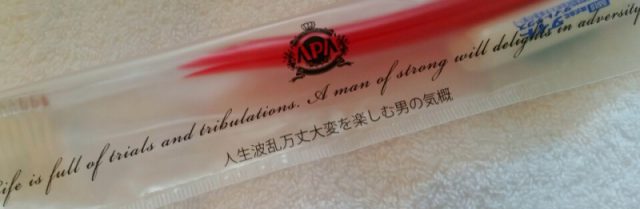 APA
Life is full of trials and tribulations. A man of strong will delights in adversity
人生波乱万丈大変を楽しむ男の気概